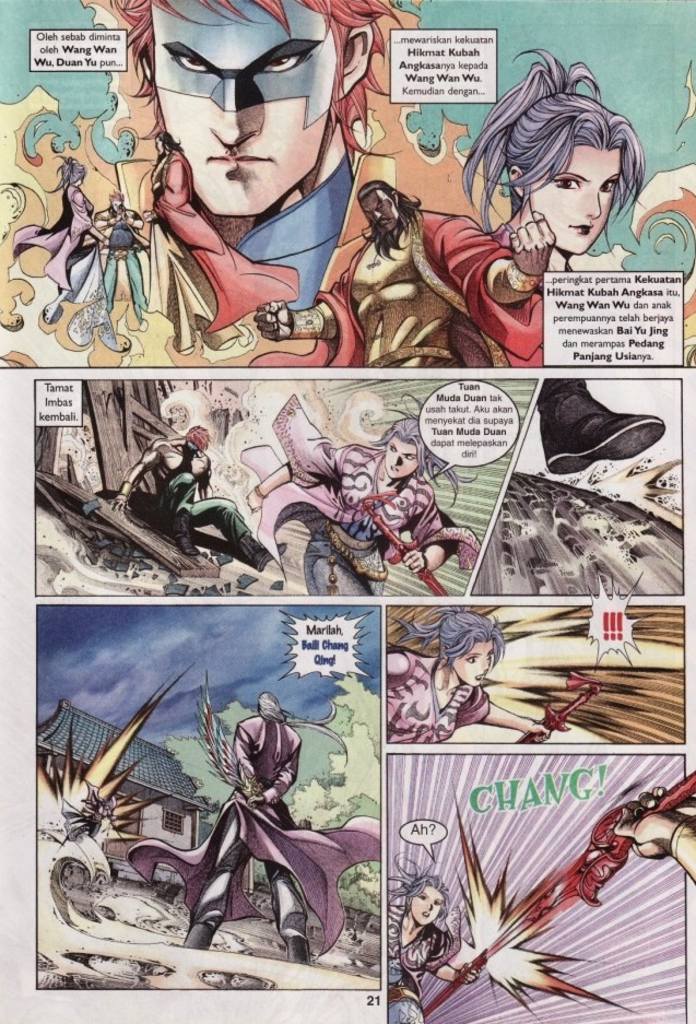 Oleh sebab diminta
oleh Wang Wan
Wu, Duan Yu pun...
...mewariskan kekuatan
Hikmat Kubah
Angkasanya kepada
Wang Wan Wu.
Kemudian dengan...
...peringkat pertama Kekuatan
Hikmat Kubah Angkasa itu,
Wang Wan Wu dan anak
perempuannya telah berjaya
menewaskan Bai Yu Jing
dan merampas Pedang
Panjang Usianya.
Tamat
Imbas
kembali.
Tuan
Muda Duan tak
usah takut. Aku akan
menyekat dia supaya
Tuan Muda Duan
dapat melepaskan
diri!
Marilah,
Baili Chang
Qing!
!!!
CHANG!
Ah?
21